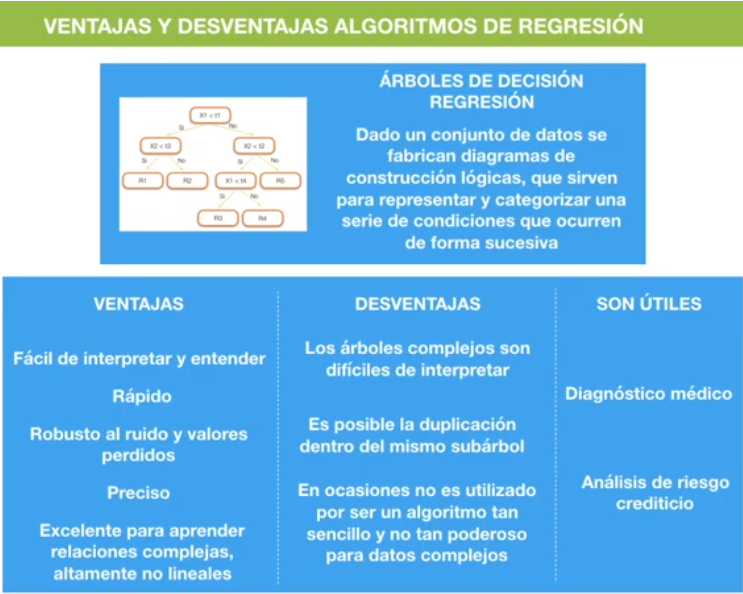 VENTAJAS Y DESVENTAJAS ALGORITMOS DE REGRESIÓN
ÁRBOLES DE DECISIÓN
REGRESIÓN
Dado un conjunto de datos se
fabrican diagramas de
construcción lógicas, que sirven
para representar y categorizar una
serie de condiciones que ocurren
de forma sucesiva
X1 < t1
Si
No
X2 < t3
X2 < t2
Si
No
Si
No
R1
R2
X1 < t4
R5
Si
No
R3
R4
VENTAJAS
Fácil de interpretar y entender
Rápido
Robusto al ruido y valores
perdidos
Preciso
Excelente para aprender
relaciones complejas,
altamente no lineales
DESVENTAJAS
Los árboles complejos son
difíciles de interpretar
Es posible la duplicación
dentro del mismo subárbol
En ocasiones no es utilizado
por ser un algoritmo tan
sencillo y no tan poderoso
para datos complejos
SON ÚTILES
Diagnóstico médico
Análisis de riesgo
crediticio